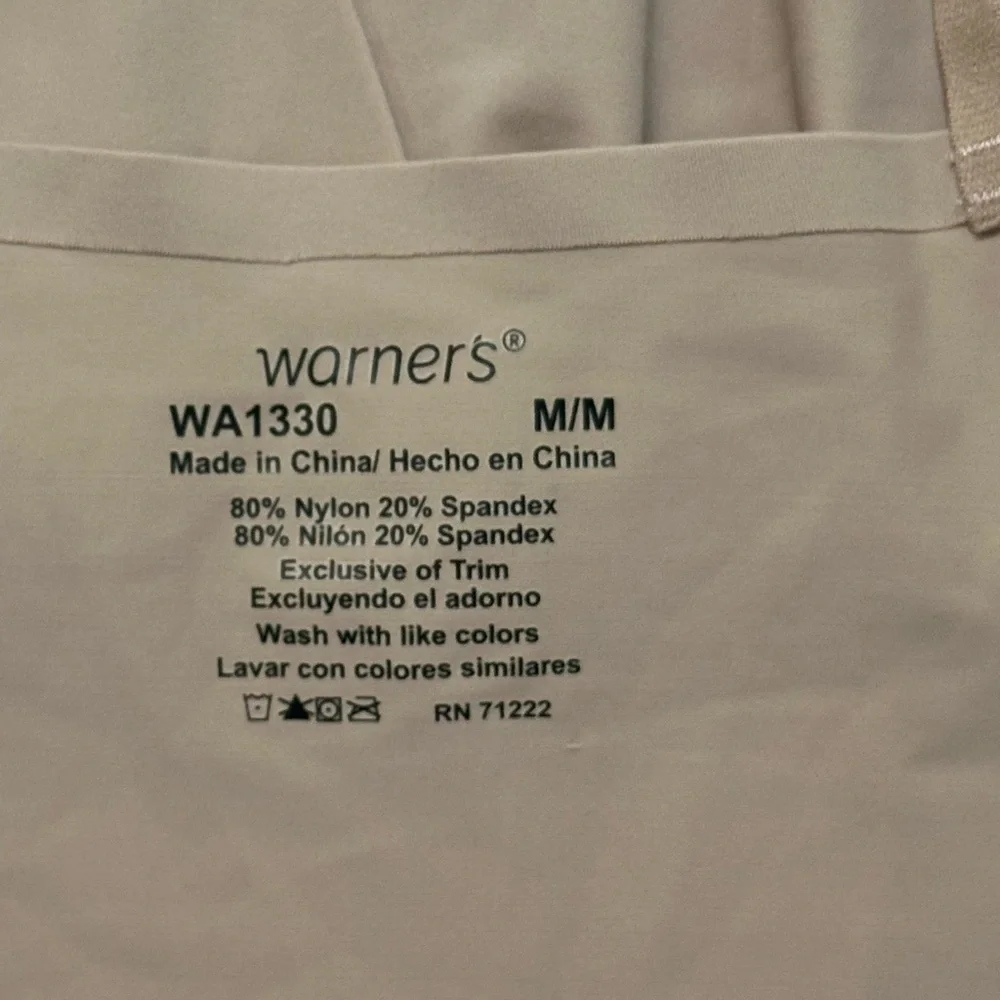 warner's®
WA1330 M/M
Made in China/ Hecho en China
80% Nylon 20% Spandex
80% Nilón 20% Spandex
Exclusive of Trim
Excluyendo el adorno
Wash with like colors
Lavar con colores similares
RN 71222